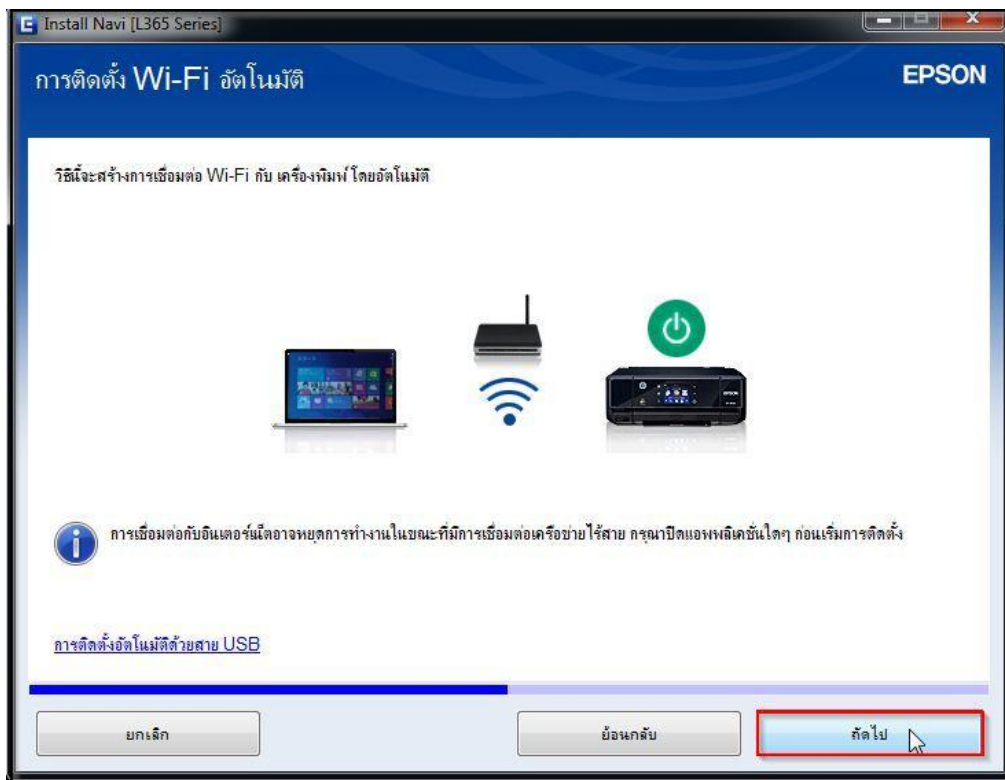 Install Navi [L365 Series]
การติดตั้ง Wi-Fi อัตโนมัติ
EPSON
วิธีนี้จะสร้างการเชื่อมต่อ Wi-Fi กับ เครื่องพิมพ์ โดยอัตโนมัติ
การเชื่อมต่อกับอินเตอร์เน็ตอาจหยุดการทำงานในขณะที่มีการเชื่อมต่อเครือข่ายไร้สาย กรุณาปิดแอพพลิเคชั่นใดๆ ก่อนเริ่มการติดตั้ง
การติดตั้งอัตโนมัติด้วยสาย USB
ยกเลิก
ย้อนกลับ
ถัดไป